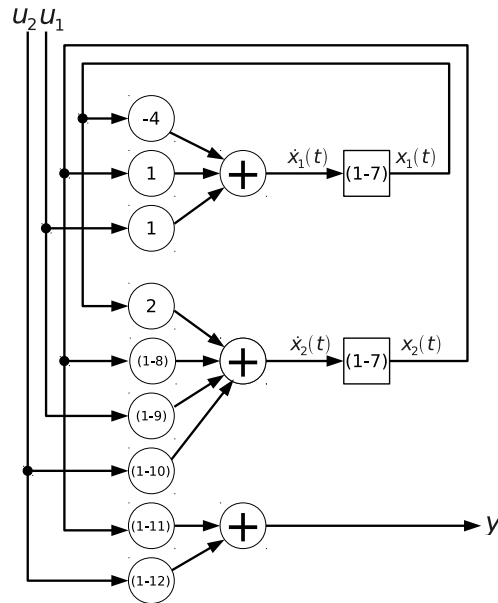 u₂ u₁
-4
1
ẋ₁(t) (1-7) x₁(t)
1
2
(1-8)
ẋ₂(t) (1-7) x₂(t)
(1-9)
(1-10)
(1-11)
y
(1-12)